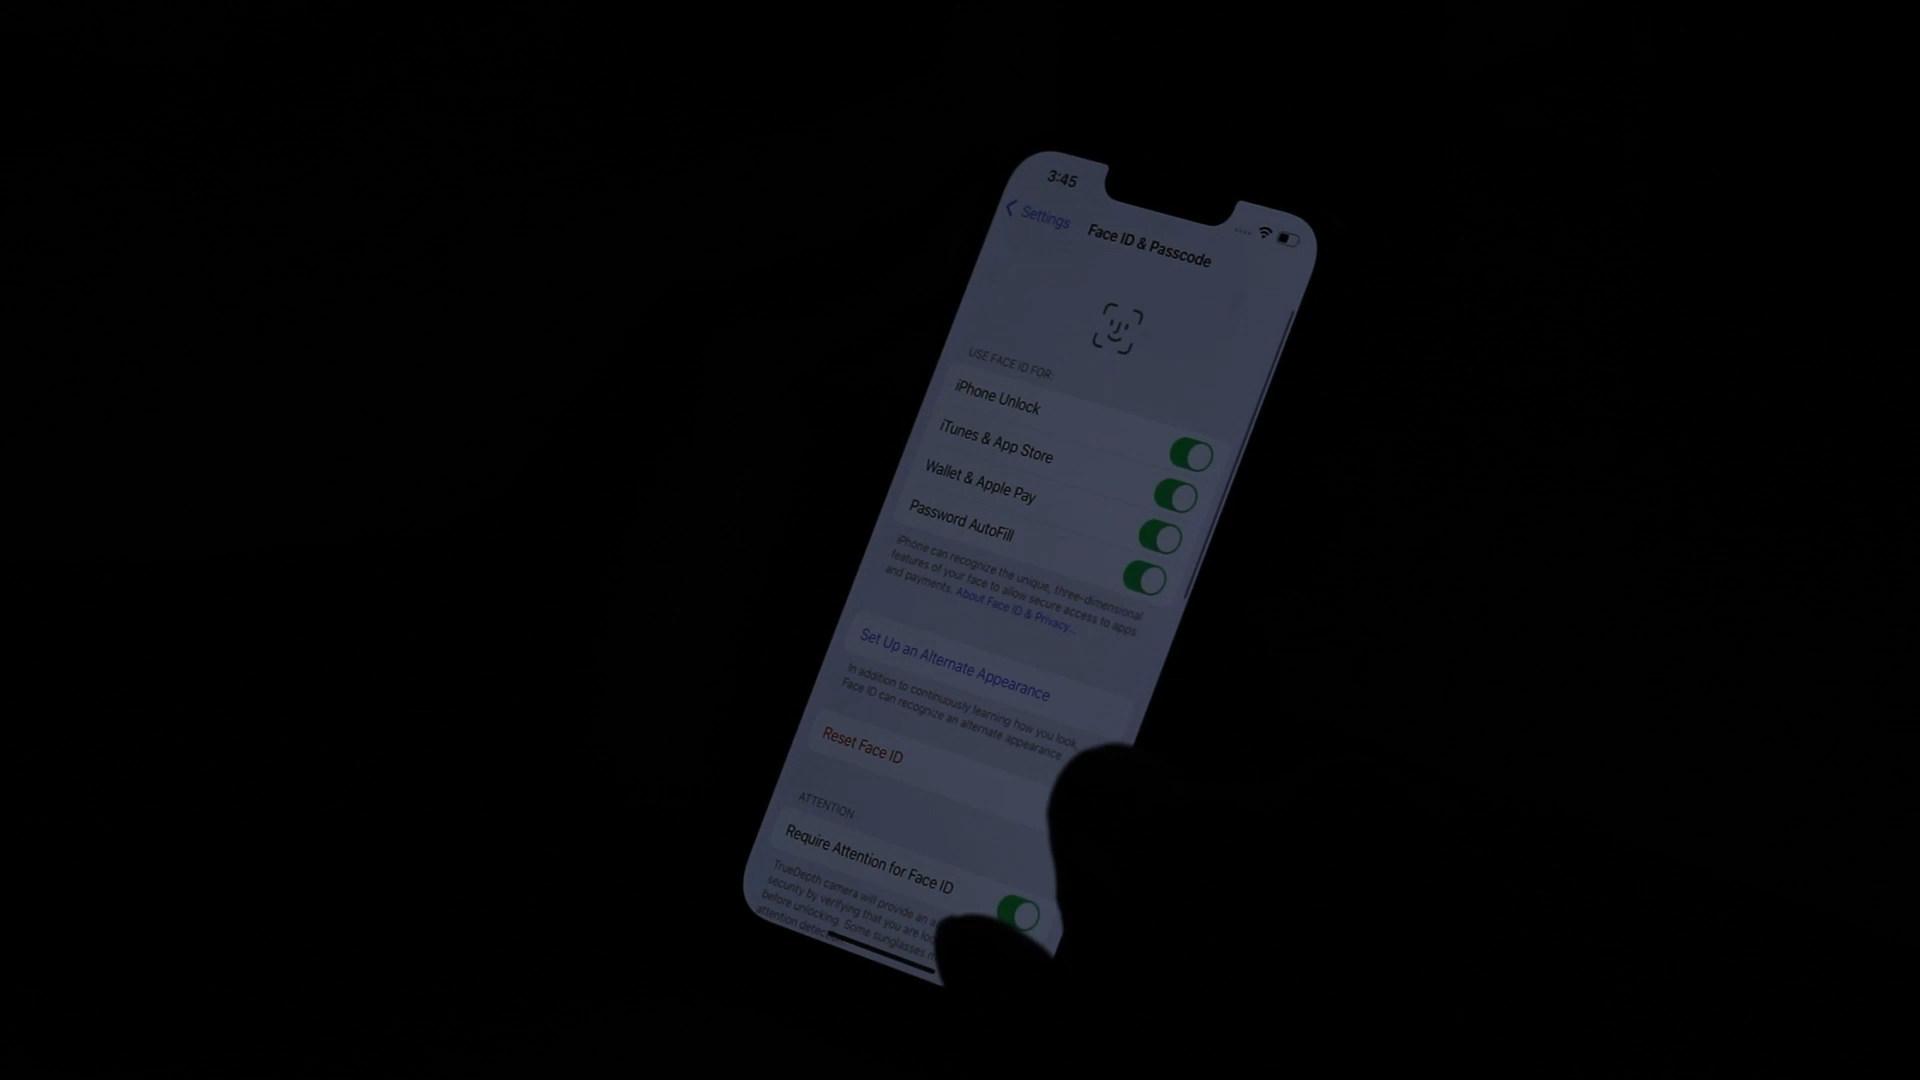 3:45
Settings
Face ID & Passcode
USE FACE ID FOR:
iPhone Unlock
iTunes & App Store
Wallet & Apple Pay
Password AutoFill
iPhone can recognize the unique, three-dimensional
features of your face to allow secure access to apps
and payments. About Face ID & Privacy...
Set Up an Alternate Appearance
In addition to continuously learning how you look,
Face ID can recognize an alternate appearance.
Reset Face ID
ATTENTION
Require Attention for Face ID
TrueDepth camera will provide an
security by verifying that you are
before unlocking. Some sunglasses
attention